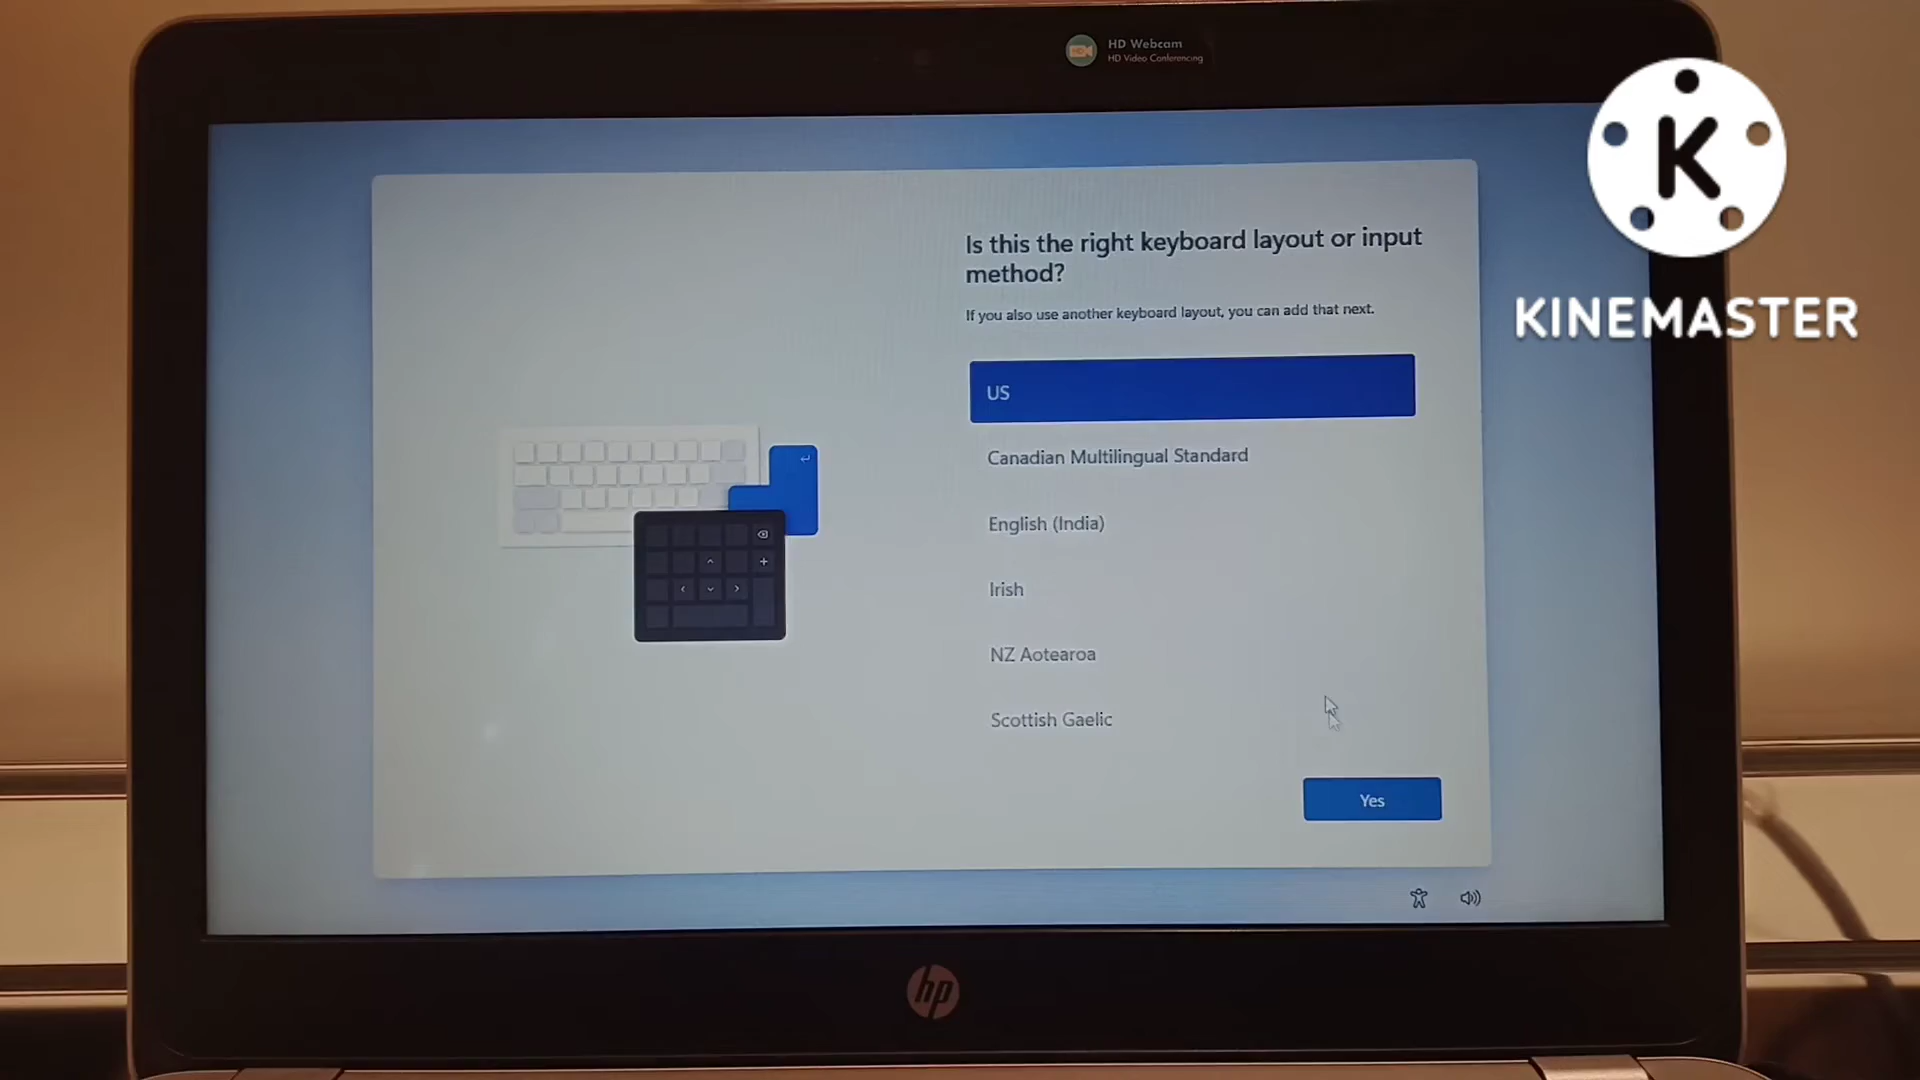 HD Webcam
HD Video Conferencing
K
KINEMASTER
Is this the right keyboard layout or input
method?
If you also use another keyboard layout, you can add that next.
US
Canadian Multilingual Standard
English (India)
Irish
NZ Aotearoa
Scottish Gaelic
Yes
hp